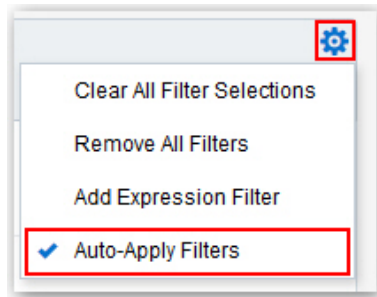 Clear All Filter Selections
Remove All Filters
Add Expression Filter
Auto-Apply Filters